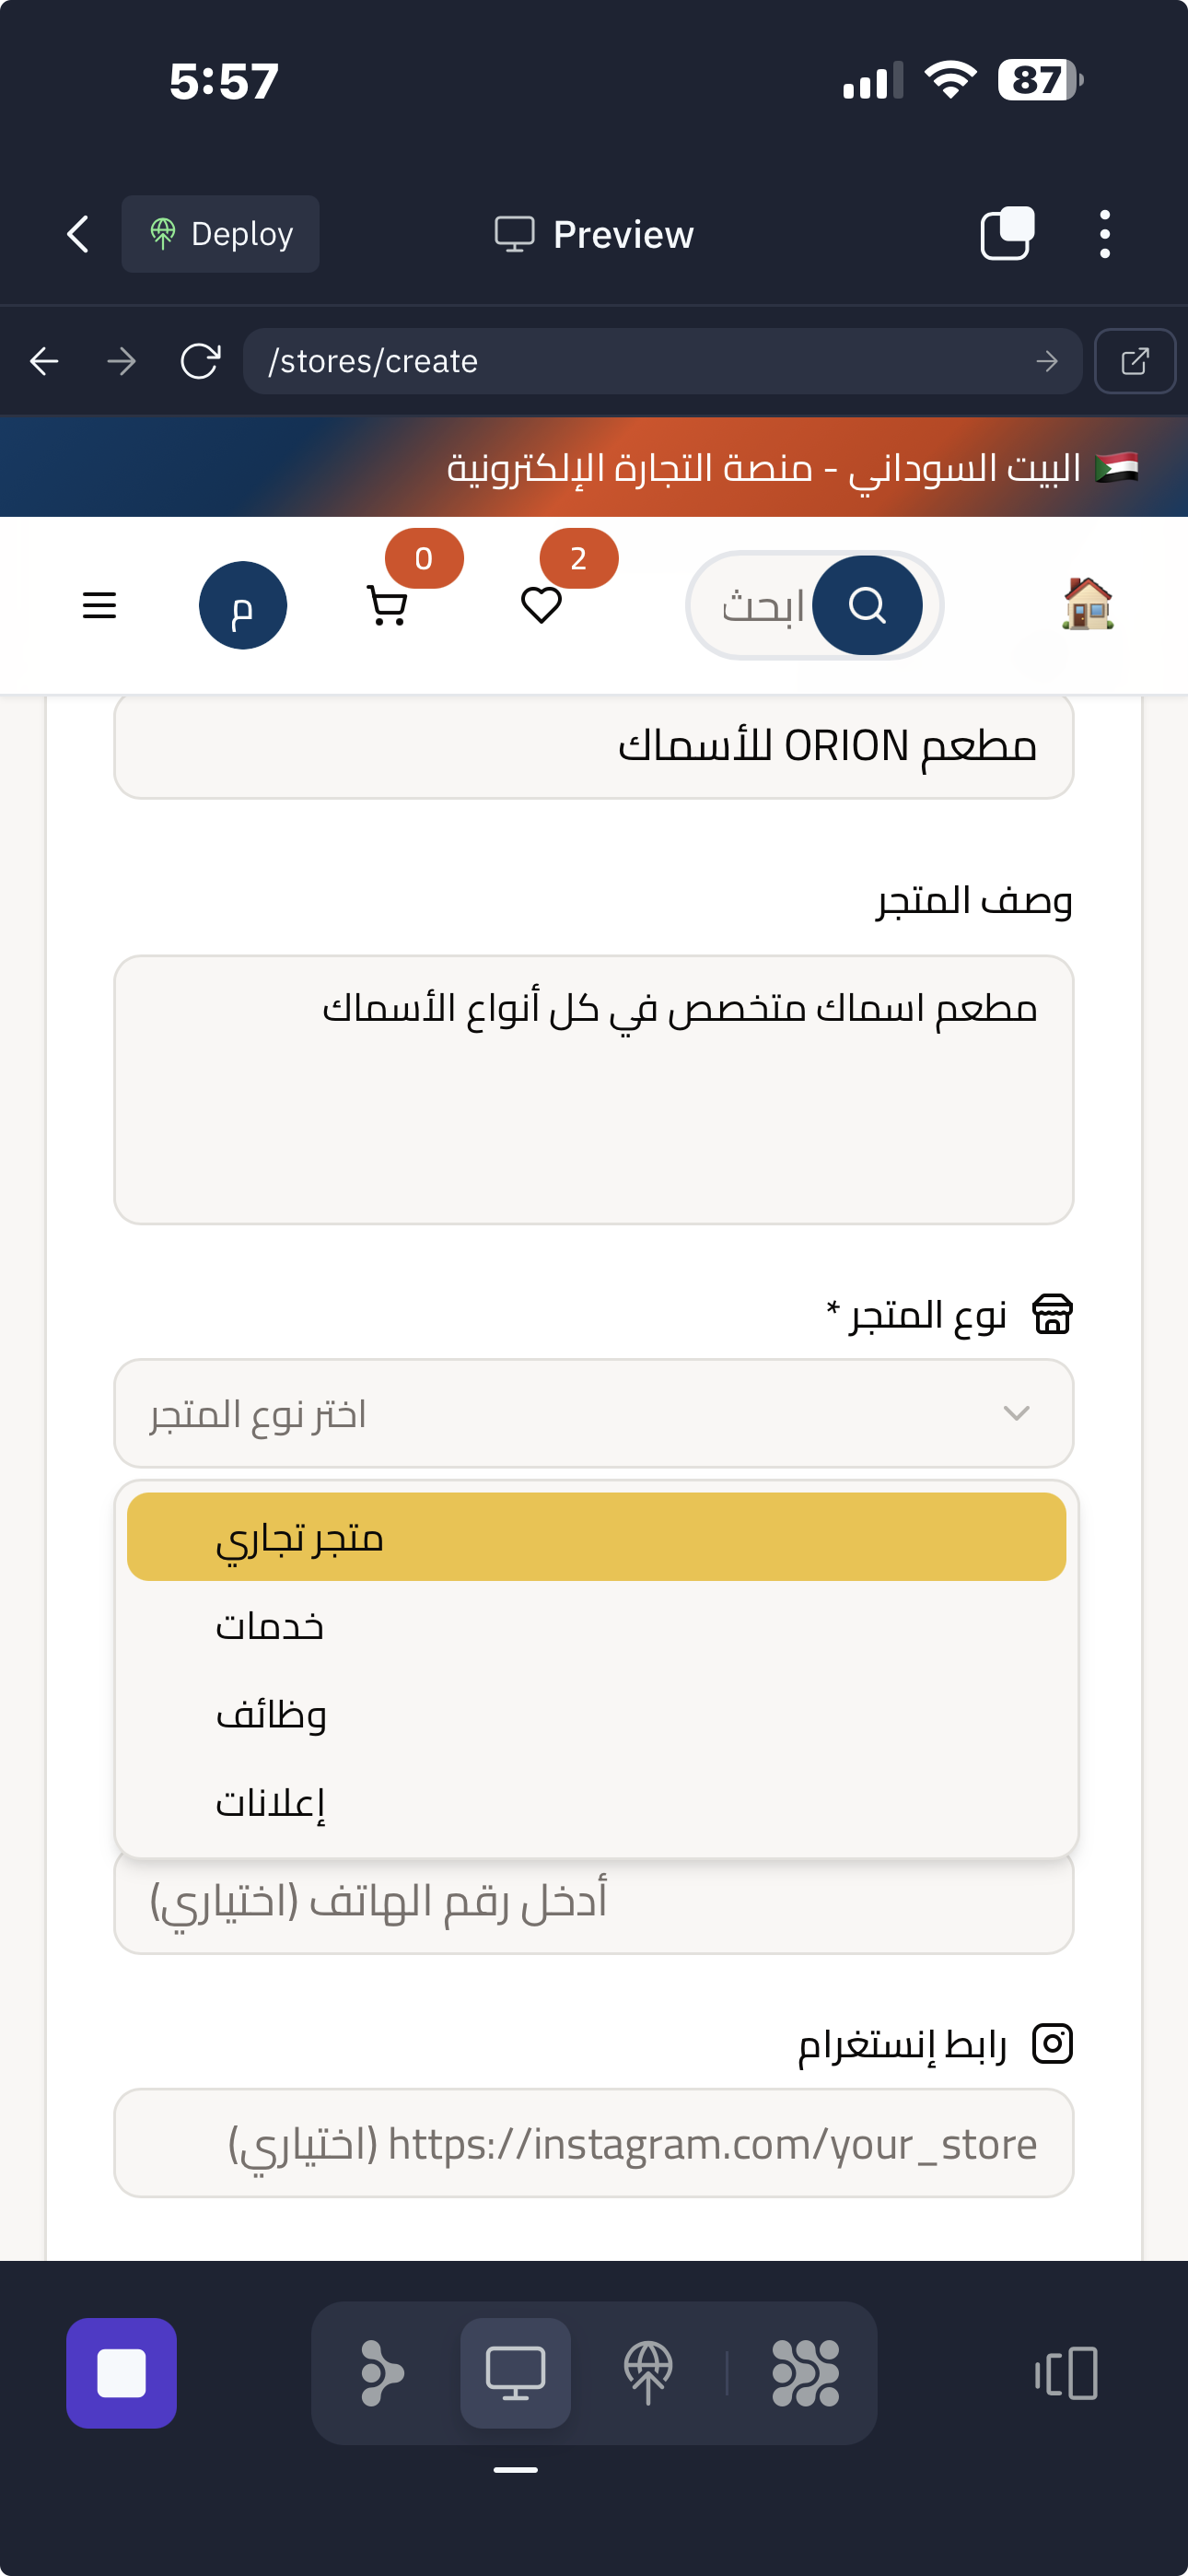 5:57
87
Deploy
Preview
/stores/create
البيت السوداني - منصة التجارة الإلكترونية
ابحث
2
0
م
مطعم ORION للأسماك
وصف المتجر
مطعم اسماك متخصص في كل أنواع الأسماك
نوع المتجر *
اختر نوع المتجر
متجر تجاري
خدمات
وظائف
إعلانات
أدخل رقم الهاتف (اختياري)
رابط إنستغرام
https://instagram.com/your_store (اختياري)